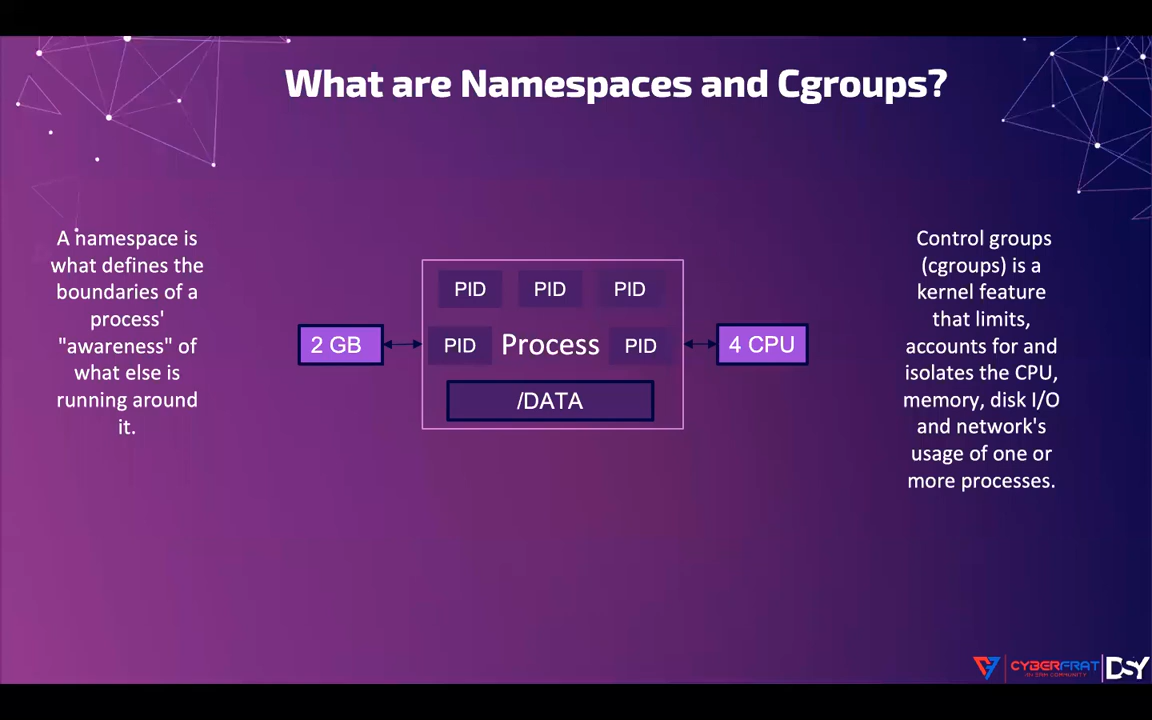 What are Namespaces and Cgroups?
A namespace is
what defines the
boundaries of a
process'
"awareness" of
what else is
running around
it.
PID PID PID
2 GB PID Process PID 4 CPU
/DATA
Control groups
(cgroups) is a
kernel feature
that limits,
accounts for and
isolates the CPU,
memory, disk I/O
and network's
usage of one or
more processes.
CYBERFRAT DSY